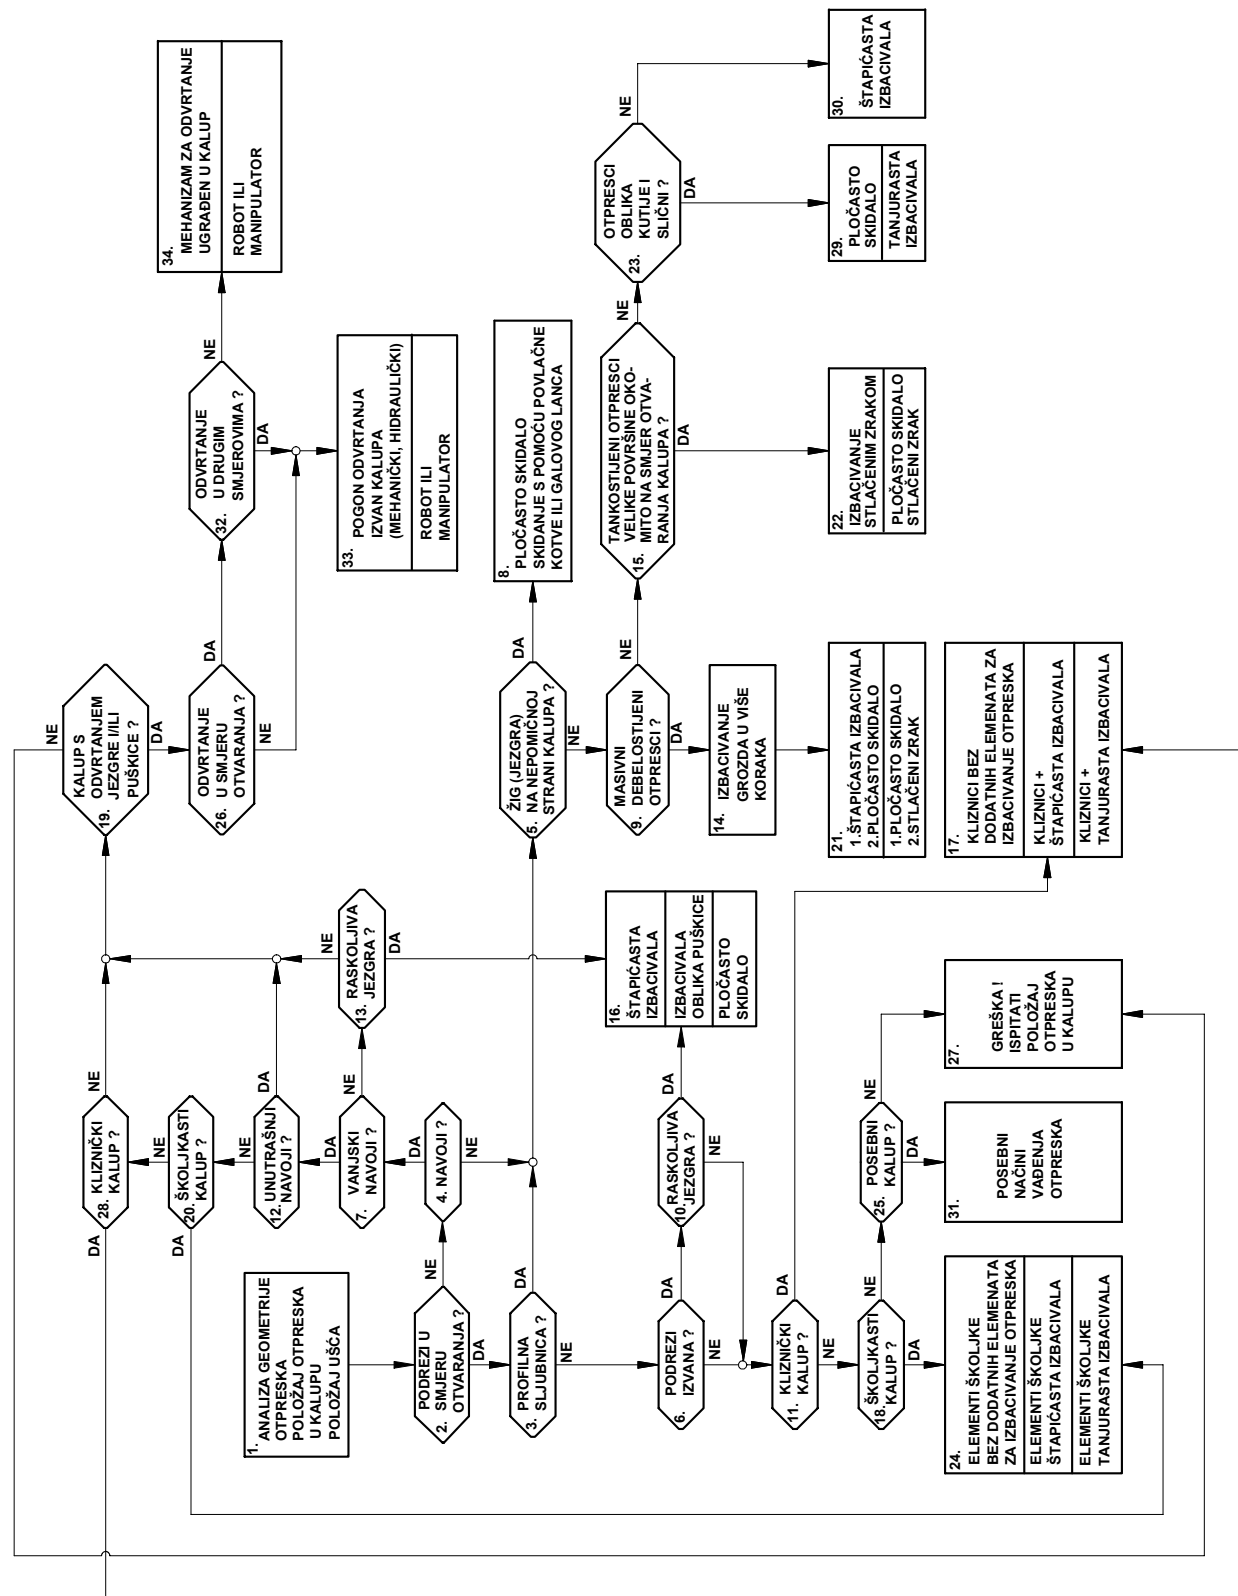 1. ANALIZA GEOMETRIJE
OTPRESKA
POLOŽAJ OTPRESKA
U KALUPU
POLOŽAJ UŠĆA
2. PODREZI U
SMJERU
OTVARANJA ?
NE
DA
3. PROFILNA
SLJUBNICA ?
DA
NE
4. NAVOJI ?
DA
NE
5. ŽIG (JEZGRA)
NA NEPOMIČNOJ
STRANI KALUPA ?
DA
NE
6. PODREZI
IZVANA ?
DA
NE
7. VANJSKI
NAVOJI ?
DA
NE
8. PLOČASTO SKIDALO
SKIDANJE S POMOĆU POVLAČNE
KOTVE ILI GALOVOG LANCA
9. MASIVNI
DEBELOSTIJENI
OTPRESCI ?
NE
DA
10. RASKOLJIVA
JEZGRA ?
DA
NE
11. KLIZNIČKI
KALUP ?
DA
NE
12. UNUTRAŠNJI
NAVOJI ?
DA
NE
13. RASKOLJIVA
JEZGRA ?
NE
DA
14. IZBACIVANJE
GROZDA U VIŠE
KORAKA
15. TANKOSTIJENI OTPRESCI
VELIKE POVRŠINE OKO-
MITO NA SMJER OTVA-
RANJA KALUPA ?
NE
DA
16. ŠTAPIĆASTA
IZBACIVALA
IZBACIVALA
OBLIKA PUŠKICE
PLOČASTO
SKIDALO
17. KLIZNICI BEZ
DODATNIH ELEMENATA ZA
IZBACIVANJE OTPRESKA
KLIZNICI +
ŠTAPIĆASTA IZBACIVALA
KLIZNICI +
TANJURASTA IZBACIVALA
18. ŠKOLJKASTI
KALUP ?
NE
DA
19. KALUP S
ODVRTANJEM
JEZGRE I/ILI
PUŠKICE ?
NE
DA
20. ŠKOLJKASTI
KALUP ?
NE
DA
21. 1.ŠTAPIĆASTA IZBACIVALA
2.PLOČASTO SKIDALO
1.PLOČASTO SKIDALO
2.STLAČENI ZRAK
22. IZBACIVANJE
STLAČENIM ZRAKOM
PLOČASTO SKIDALO
STLAČENI ZRAK
23. OTPRESCI
OBLIKA
KUTIJE I
SLIČNI ?
NE
DA
24. ELEMENTI ŠKOLJKE
BEZ DODATNIH ELEMENATA
ZA IZBACIVANJE OTPRESKA
ELEMENTI ŠKOLJKE
ŠTAPIĆASTA IZBACIVALA
ELEMENTI ŠKOLJKE
TANJURASTA IZBACIVALA
25. POSEBNI
KALUP ?
NE
DA
26. ODVRTANJE
U SMJERU
OTVARANJA ?
DA
NE
27. GREŠKA !
ISPITATI
POLOŽAJ
OTPRESKA
U KALUPU
28. KLIZNIČKI
KALUP ?
NE
DA
29. PLOČASTO
SKIDALO
TANJURASTA
IZBACIVALA
30. ŠTAPIĆASTA
IZBACIVALA
31. POSEBNI
NAČINI
VAĐENJA
OTPRESKA
32. ODVRTANJE
U DRUGIM
SMJEROVIMA ?
NE
DA
33. POGON ODVRTANJA
IZVAN KALUPA
(MEHANIČKI, HIDRAULIČKI)
ROBOT ILI
MANIPULATOR
34. MEHANIZAM ZA ODVRTANJE
UGRAĐEN U KALUP
ROBOT ILI
MANIPULATOR